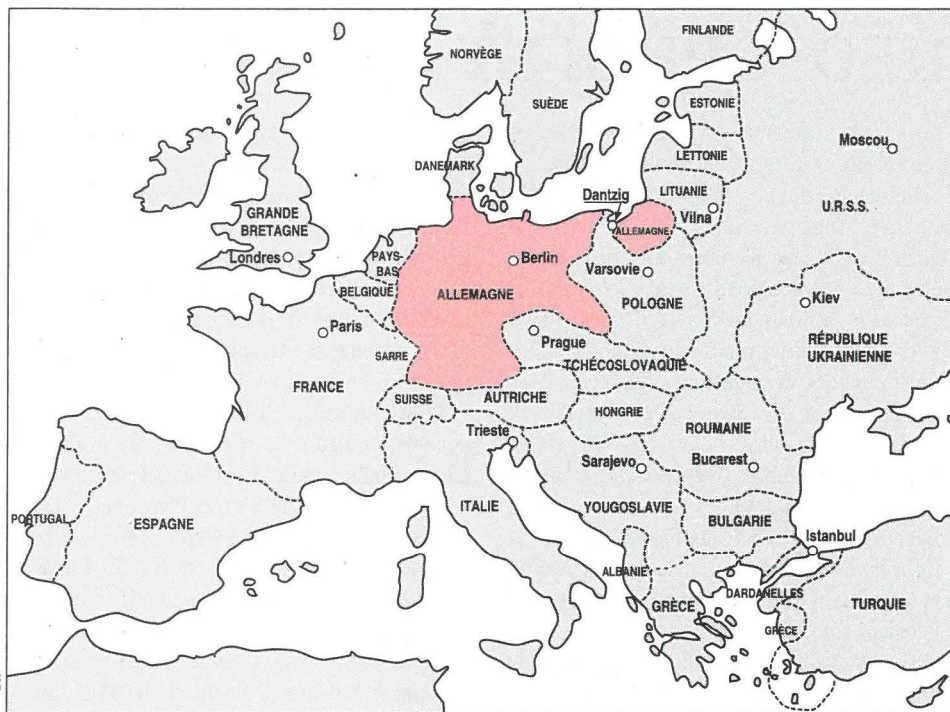 FINLANDE
NORVÈGE
SUÈDE
ESTONIE
Moscou
LETTONIE
DANEMARK
LITUANIE
Dantzig
Vilna
U.R.S.S.
GRANDE
BRETAGNE
ALLEMAGNE
Londres
PAYS-
BAS
Berlin
Varsovie
BELGIQUE
ALLEMAGNE
POLOGNE
Kiev
Paris
Prague
RÉPUBLIQUE
UKRAINIENNE
SARRE
TCHÉCOSLOVAQUIE
FRANCE
SUISSE
AUTRICHE
HONGRIE
ROUMANIE
Trieste
Sarajevo
Bucarest
ITALIE
YOUGOSLAVIE
PORTUGAL
ESPAGNE
BULGARIE
Istanbul
ALBANIE
DARDANELLES
GRÈCE
TURQUIE
GRÈCE